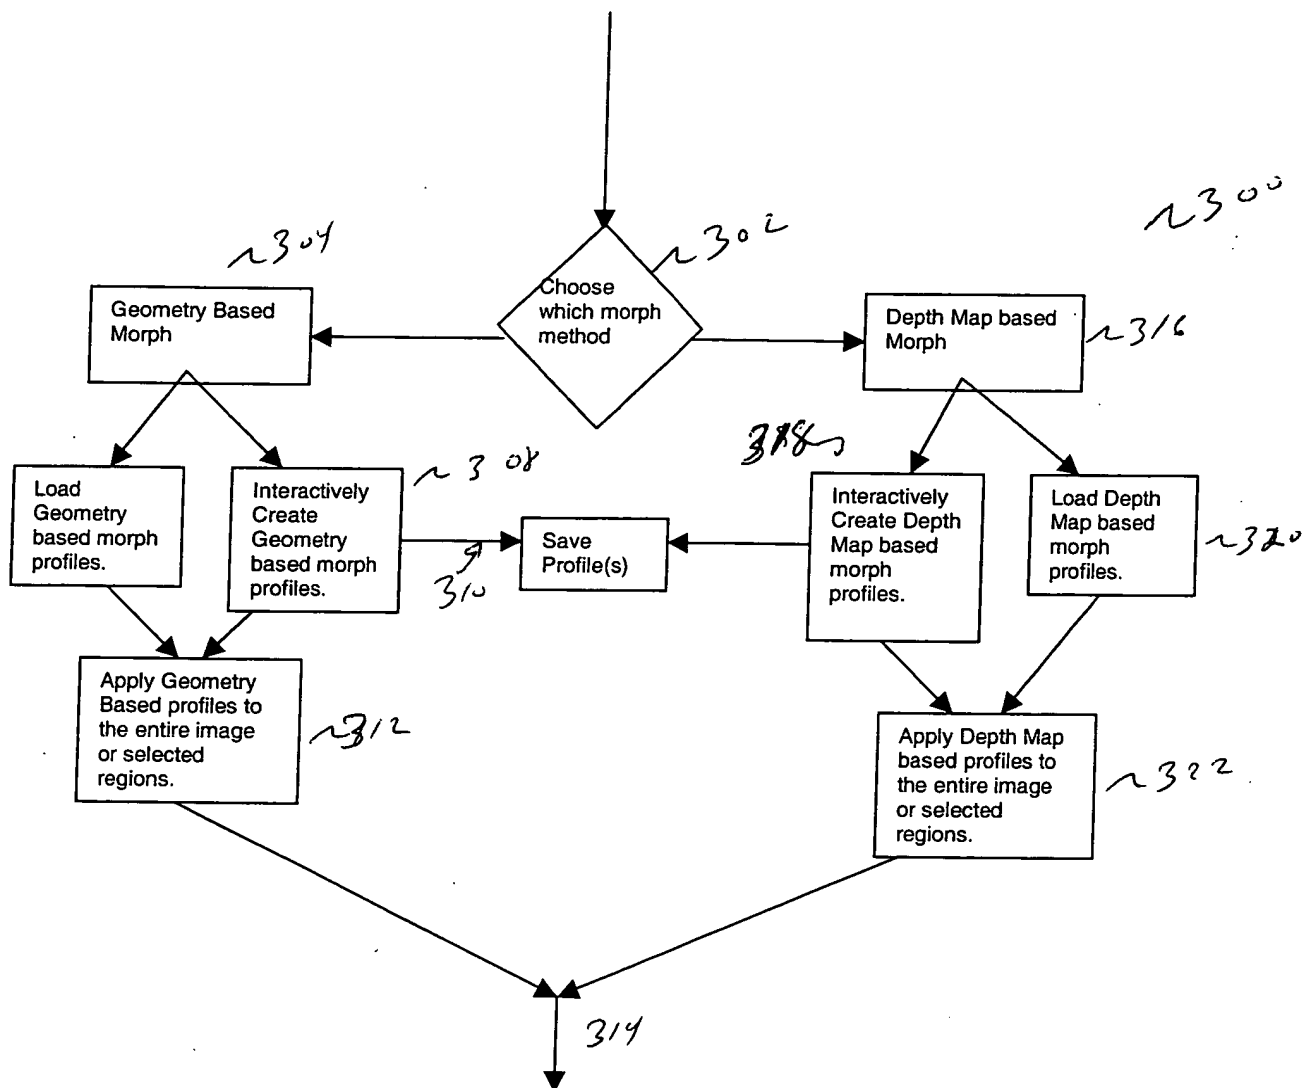 ~300
~304
~302
Choose
which morph
method
Geometry Based
Morph
Depth Map based
Morph
~316
318
~308
Load
Geometry
based morph
profiles.
Interactively
Create
Geometry
based morph
profiles.
310
Save
Profile(s)
Interactively
Create Depth
Map based
morph
profiles.
Load Depth
Map based
morph
profiles.
~320
Apply Geometry
Based profiles to
the entire image
or selected
regions.
~312
Apply Depth Map
based profiles to
the entire image
or selected
regions.
~322
314